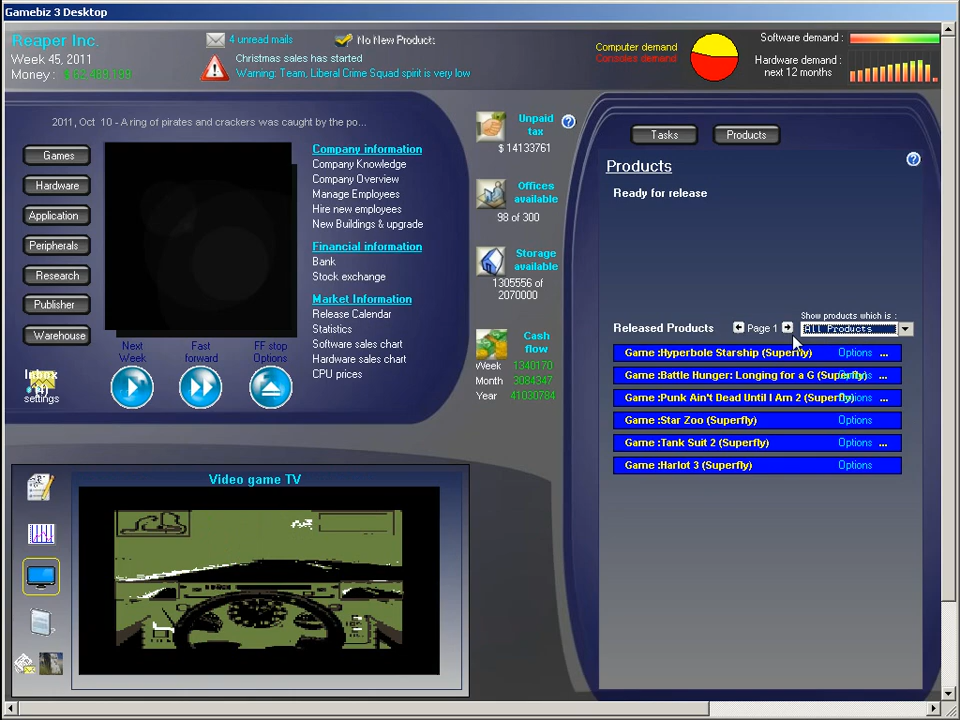 Gamebiz 3 Desktop
Reaper Inc.
Week 45, 2011
Money :
4 unread mails
No New Products
Christmas sales has started
Warning: Team, Liberal Crime Squad spirit is very low
Computer demand
Consoles demand
Software demand :
Hardware demand :
next 12 months
2011, Oct 10 - A ring of pirates and crackers was caught by the po...
Games
Hardware
Application
Peripherals
Research
Publisher
Warehouse
Inbox
(4)
settings
Next
Week
Fast
forward
FF stop
Options
Company information
Company Knowledge
Company Overview
Manage Employees
Hire new employees
New Buildings & upgrade
Financial information
Bank
Stock exchange
Market Information
Release Calendar
Statistics
Software sales chart
Hardware sales chart
CPU prices
Unpaid
tax
$ 14133761
Offices
available
98 of 300
Storage
available
1305556 of
2070000
Cash
flow
Week 1340170
Month 3084347
Year 41030784
Tasks
Products
Products
Ready for release
Show products which is :
Released Products
Page 1
All Products
Game :Hyperbole Starship (Superfly) Options ...
Game :Battle Hunger: Longing for a G (Superfly) Options ...
Game :Punk Ain't Dead Until I Am 2 (Superfly) Options ...
Game :Star Zoo (Superfly) Options
Game :Tank Suit 2 (Superfly) Options ...
Game :Harlot 3 (Superfly) Options
Video game TV